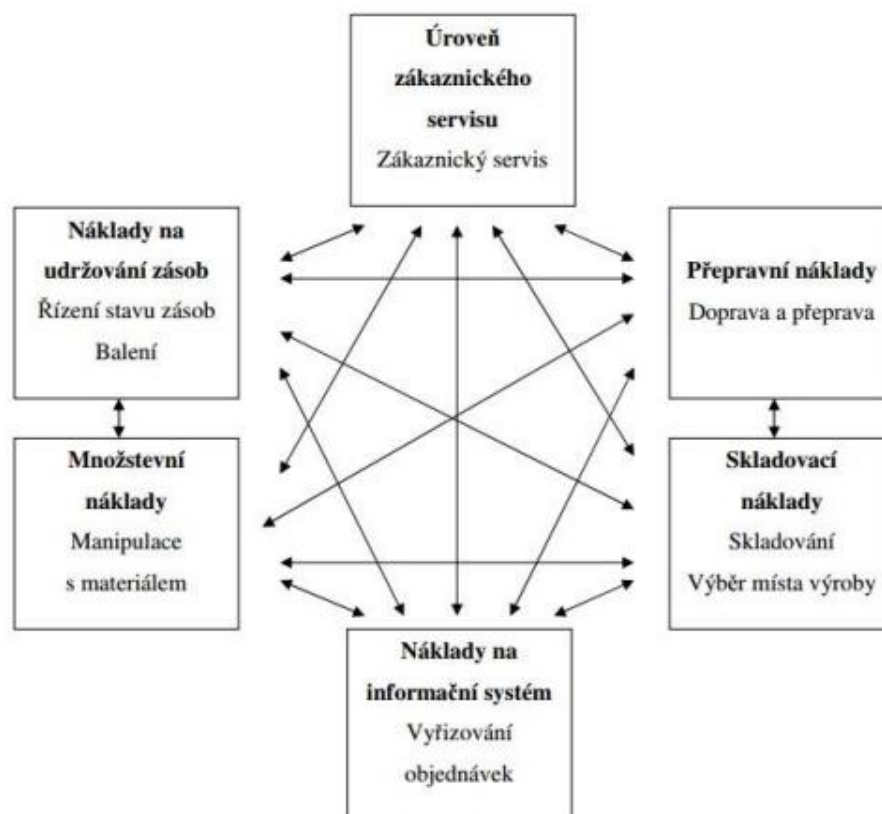 Úroveň
zákaznického
servisu
Zákaznický servis
Náklady na
udržování zásob
Řízení stavu zásob
Balení
Přepravní náklady
Doprava a přeprava
Množstevní
náklady
Manipulace
s materiálem
Skladovací
náklady
Skladování
Výběr místa výroby
Náklady na
informační systém
Vyřizování
objednávek